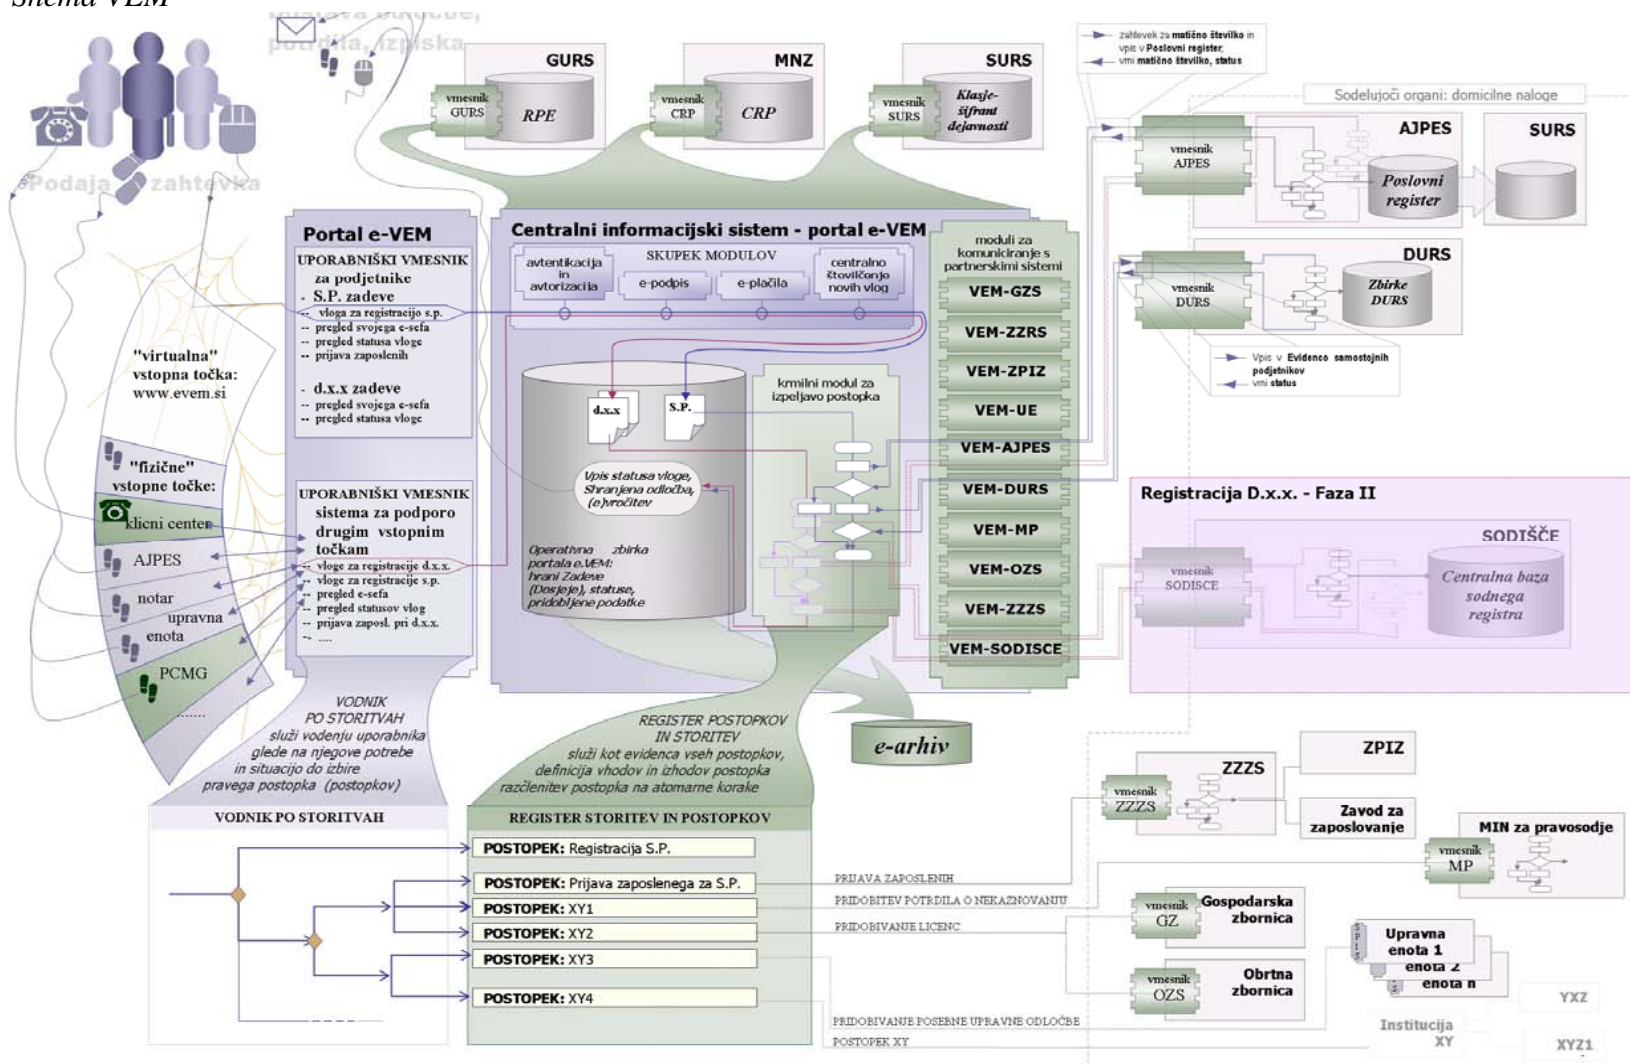 Shema VEM
Dostava odločbe,
potrdila, izpiska
Podaja zahtevka
GURS
vmesnik
GURS
RPE
MNZ
vmesnik
CRP
CRP
SURS
vmesnik
SURS
Klasje-
šifrant
dejavnosti
zahtevek za matično številko in
vpis v Poslovni register,
vrni matično številko, status
Sodelujoči organi: domicilne naloge
AJPES
vmesnik
AJPES
Poslovni
register
SURS
DURS
vmesnik
DURS
Zbirke
DURS
Vpis v Evidenco samostojnih
podjetnikov
vrni status
"virtualna"
vstopna točka:
www.evem.si
"fizične"
vstopne točke:
klicni center
AJPES
notar
upravna
enota
PCMG
.......
Portal e-VEM
UPORABNIŠKI VMESNIK
za podjetnike
- S.P. zadeve
-- vloga za registracijo s.p.
-- pregled svojega e-sefa
-- pregled statusa vloge
-- prijava zaposlenih
- d.x.x zadeve
-- pregled svojega e-sefa
-- pregled statusa vloge
UPORABNIŠKI VMESNIK
sistema za podporo
drugim vstopnim
točkam
-- vloge za registracije d.x.x.
-- vloge za registracije s.p.
-- pregled e-sefa
-- pregled statusov vlog
-- prijava zaposl. pri d.x.x.
-- ....
Centralni informacijski sistem - portal e-VEM
SKUPEK MODULOV
avtentikacija
in
avtorizacija
e-podpis
e-plačila
centralno
številčenje
novih vlog
d.x.x
S.P.
krmilni modul za
izpeljavo postopka
Vpis statusa vloge,
Shranjena odločba,
(e)vročitev
Operativna zbirka
portala e.VEM:
hrani Zadeve
(Dosjeje), statuse,
pridobljene podatke
moduli za
komuniciranje s
partnerskimi sistemi
VEM-GZS
VEM-ZZRS
VEM-ZPIZ
VEM-UE
VEM-AJPES
VEM-DURS
VEM-MP
VEM-OZS
VEM-ZZZS
VEM-SODISCE
Registracija D.x.x. - Faza II
SODIŠČE
vmesnik
SODISCE
Centralna baza
sodnega
registra
VODNIK
PO STORITVAH
služi vodenju uporabnika
glede na njegove potrebe
in situacijo do izbire
pravega postopka (postopkov)
REGISTER POSTOPKOV
IN STORITEV
služi kot evidenca vseh postopkov,
definicija vhodov in izhodov postopka
razčlenitev postopka na atomarne korake
e-arhiv
VODNIK PO STORITVAH
REGISTER STORITEV IN POSTOPKOV
POSTOPEK: Registracija S.P.
POSTOPEK: Prijava zaposlenega za S.P.
POSTOPEK: XY1
POSTOPEK: XY2
POSTOPEK: XY3
POSTOPEK: XY4
PRIJAVA ZAPOSLENIH
PRIDOBITEV POTRDILA O NEKAZNOVANJU
PRIDOBIVANJE LICENC
PRIDOBIVANJE POSEBNE UPRAVNE ODLOČBE
POSTOPEK XY
ZZZS
vmesnik
ZZZS
ZPIZ
Zavod za
zaposlovanje
MIN za pravosodje
vmesnik
MP
vmesnik
GZ
Gospodarska
zbornica
vmesnik
OZS
Obrtna
zbornica
Upravna
enota 1
enota 2
enota n
Institucija
XY
YXZ
XYZ1